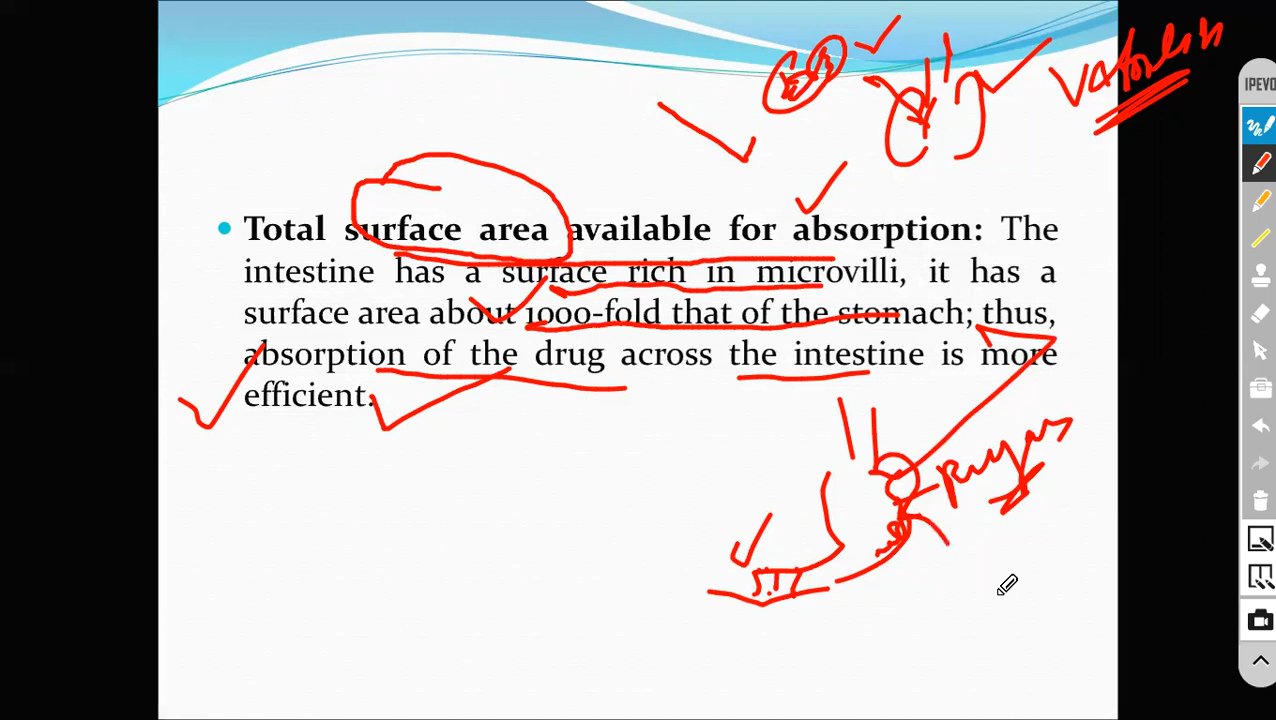 IPEVO
• Total surface area available for absorption: The
intestine has a surface rich in microvilli, it has a
surface area about 1000-fold that of the stomach; thus,
absorption of the drug across the intestine is more
efficient.